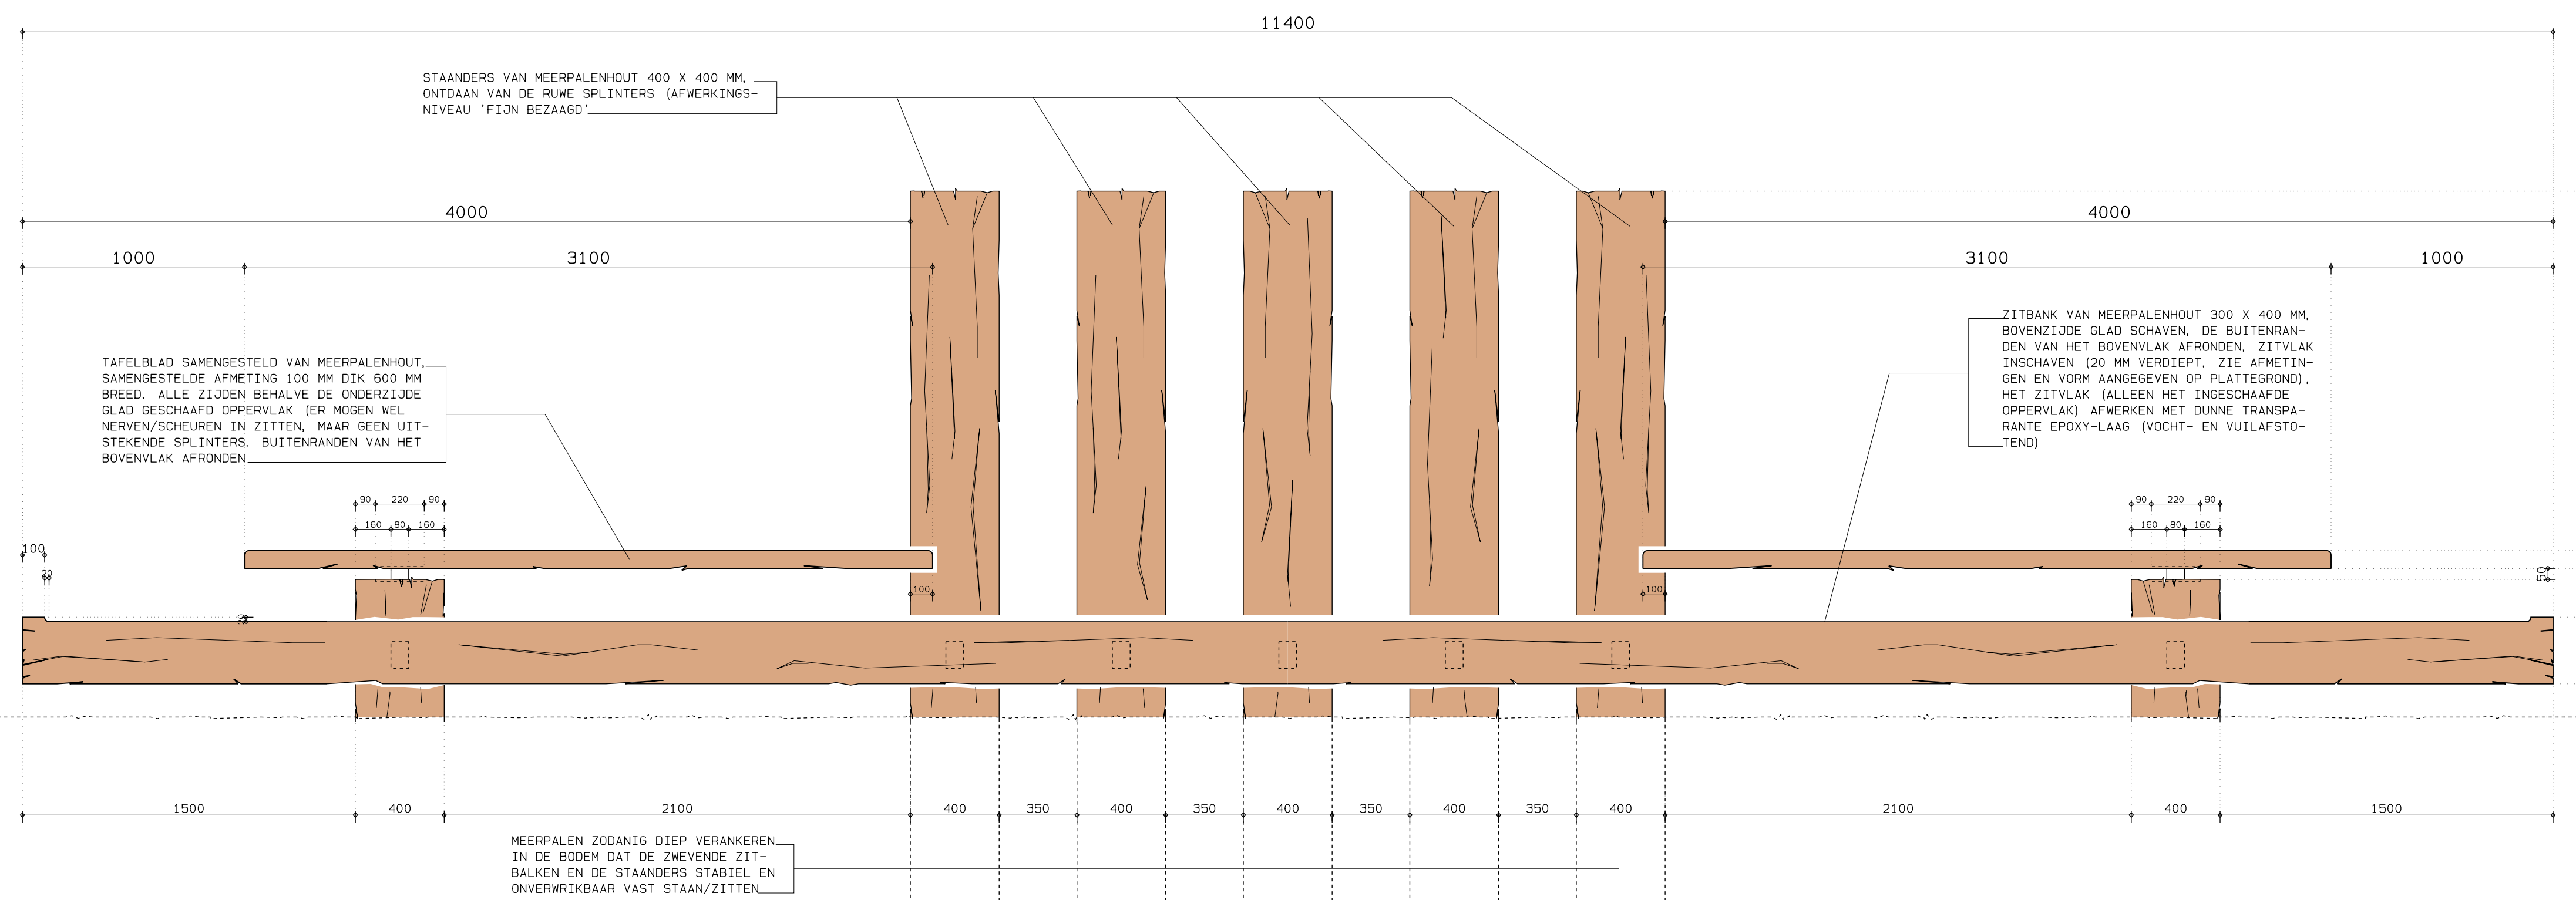 11400
STAANDERS VAN MEERPALENHOUT 400 X 400 MM,
ONTDAAN VAN DE RUWE SPLINTERS (AFWERKINGS-
NIVEAU 'FIJN BEZAAGD'
4000
4000
1000
3100
3100
1000
ZITBANK VAN MEERPALENHOUT 300 X 400 MM,
BOVENZIJDE GLAD SCHAVEN, DE BUITENRAN-
DEN VAN HET BOVENVLAK AFRONDEN, ZITVLAK
INSCHAVEN (20 MM VERDIEPT, ZIE AFMETIN-
GEN EN VORM AANGEGEVEN OP PLATTEGROND),
HET ZITVLAK (ALLEEN HET INGESCHAAFDE
OPPERVLAK) AFWERKEN MET DUNNE TRANSPA-
RANTE EPOXY-LAAG (VOCHT- EN VUILAFSTO-
TEND)
TAFELBLAD SAMENGESTELD VAN MEERPALENHOUT,
SAMENGESTELDE AFMETING 100 MM DIK 600 MM
BREED. ALLE ZIJDEN BEHALVE DE ONDERZIJDE
GLAD GESCHAAFD OPPERVLAK (ER MOGEN WEL
NERVEN/SCHEUREN IN ZITTEN, MAAR GEEN UIT-
STEKENDE SPLINTERS. BUITENRANDEN VAN HET
BOVENVLAK AFRONDEN
90 220 90
90 220 90
160 80 160
160 80 160
100
20
50
100
100
20
1500 400 2100 400 350 400 350 400 350 400 350 400 2100 400 1500
MEERPALEN ZODANIG DIEP VERANKEREN
IN DE BODEM DAT DE ZWEVENDE ZIT-
BALKEN EN DE STAANDERS STABIEL EN
ONVERWRIKBAAR VAST STAAN/ZITTEN